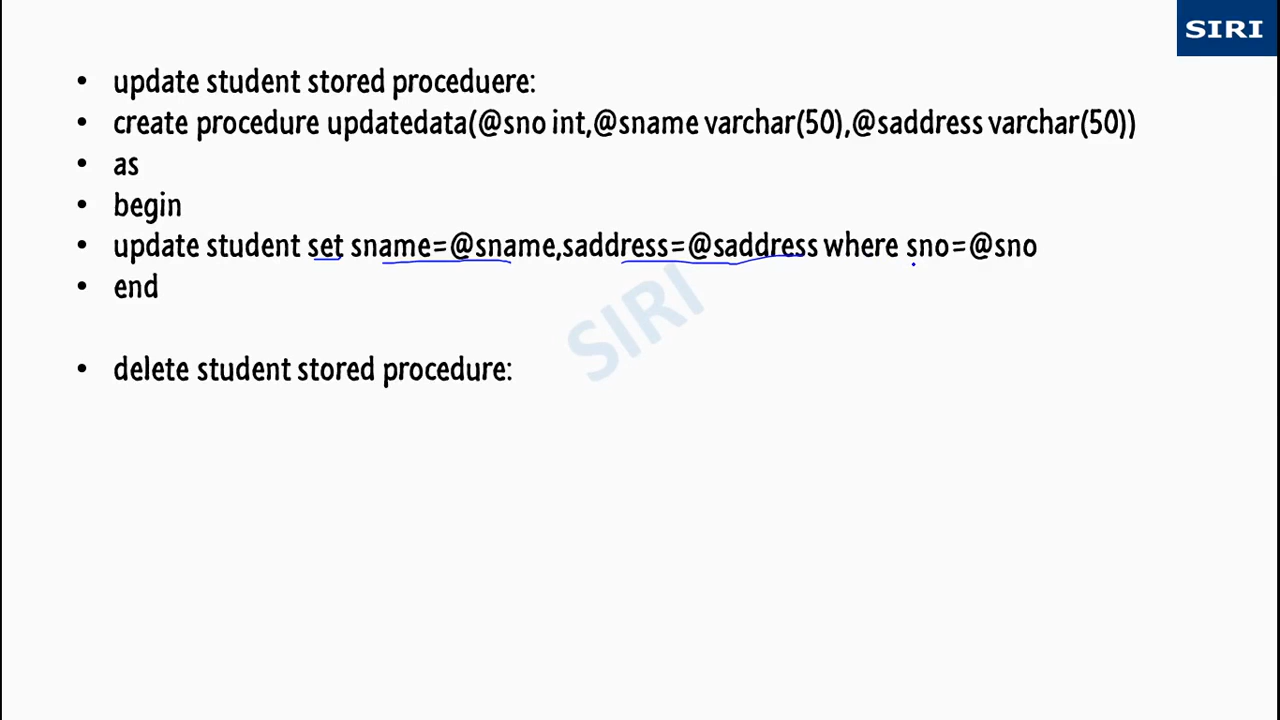 SIRI
• update student stored proceduere:
• create procedure updatedata(@sno int,@sname varchar(50),@saddress varchar(50))
• as
• begin
• update student set sname=@sname,saddress=@saddress where sno=@sno
• end
SIRI
• delete student stored procedure: